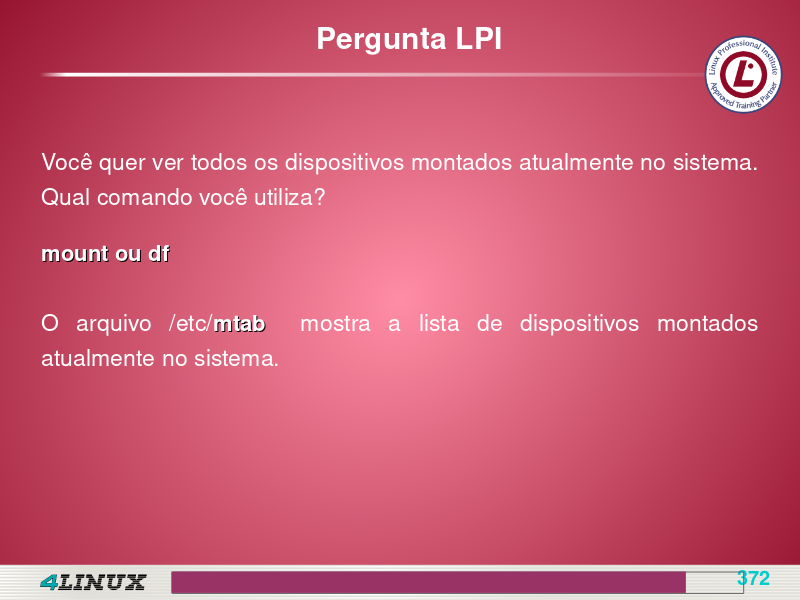 Pergunta LPI
Linux Professional Institute
Approved Training Partner
Você quer ver todos os dispositivos montados atualmente no sistema.
Qual comando você utiliza?
mount ou df
O arquivo /etc/mtab mostra a lista de dispositivos montados
atualmente no sistema.
4LINUX
372